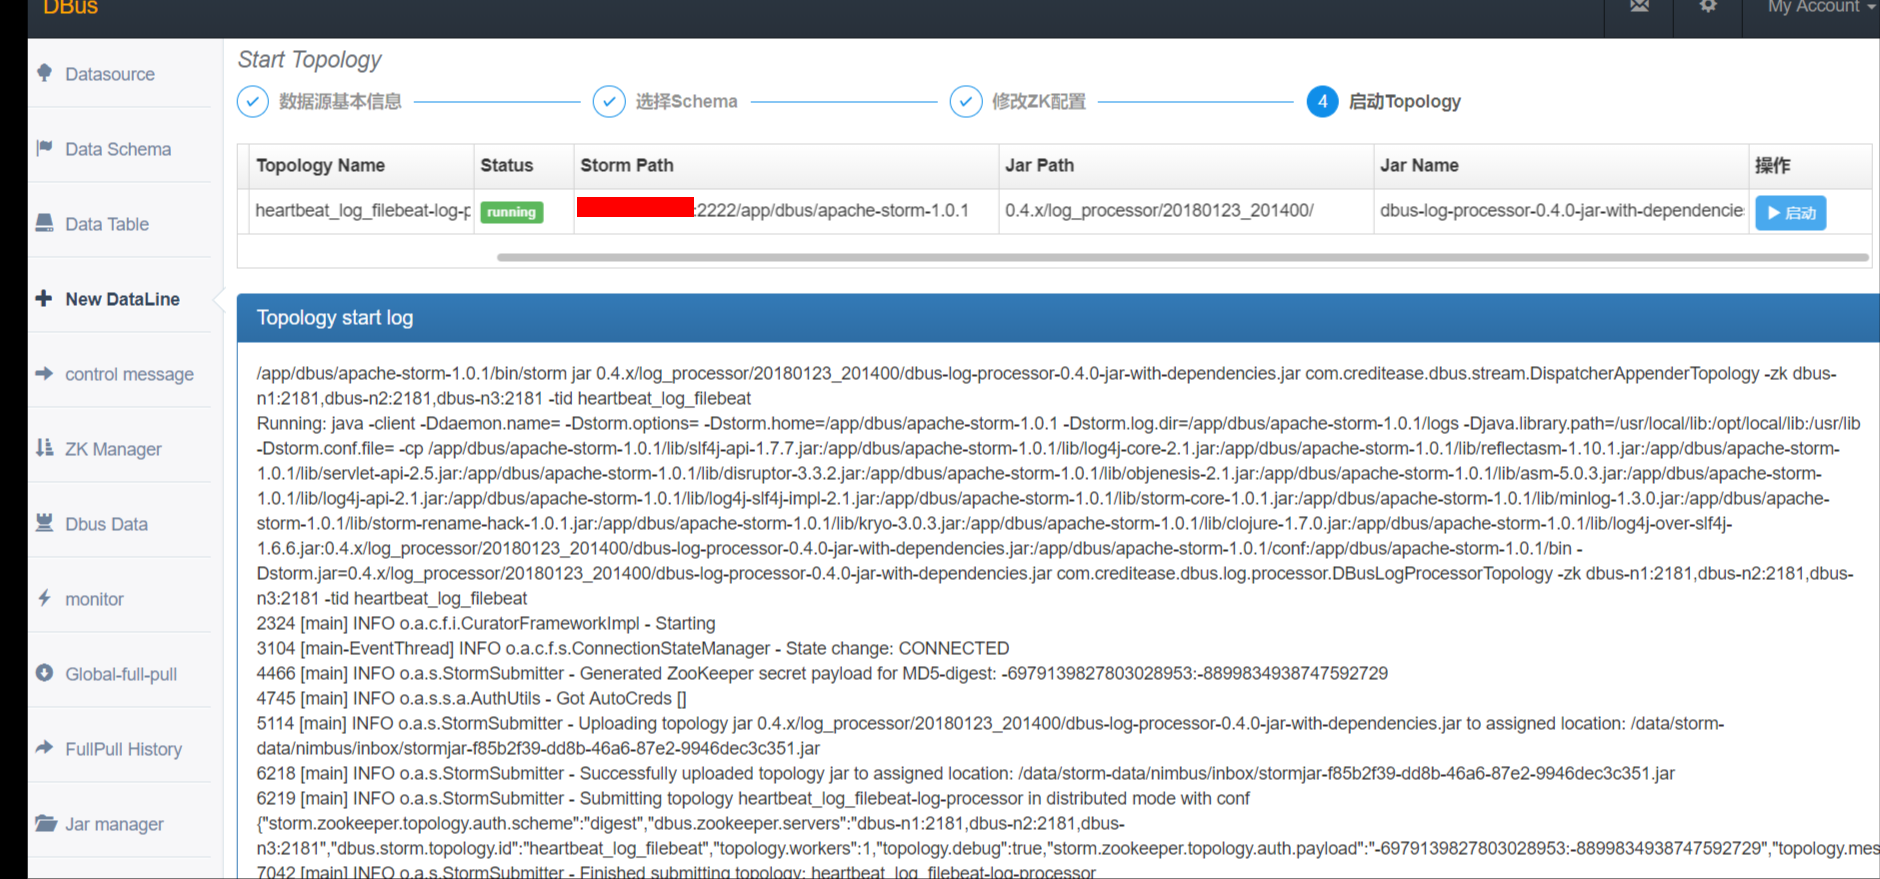 DBus
My Account
Datasource
Data Schema
Data Table
New DataLine
control message
ZK Manager
Dbus Data
monitor
Global-full-pull
FullPull History
Jar manager
Start Topology
数据源基本信息
选择Schema
修改ZK配置
4 启动Topology
Topology Name Status Storm Path Jar Path Jar Name 操作
heartbeat_log_filebeat-log-p running :2222/app/dbus/apache-storm-1.0.1 0.4.x/log_processor/20180123_201400/ dbus-log-processor-0.4.0-jar-with-dependencie 启动
Topology start log
/app/dbus/apache-storm-1.0.1/bin/storm jar 0.4.x/log_processor/20180123_201400/dbus-log-processor-0.4.0-jar-with-dependencies.jar com.creditease.dbus.stream.DispatcherAppenderTopology -zk dbus-
n1:2181,dbus-n2:2181,dbus-n3:2181 -tid heartbeat_log_filebeat
Running: java -client -Ddaemon.name= -Dstorm.options= -Dstorm.home=/app/dbus/apache-storm-1.0.1 -Dstorm.log.dir=/app/dbus/apache-storm-1.0.1/logs -Djava.library.path=/usr/local/lib:/opt/local/lib:/usr/lib
-Dstorm.conf.file= -cp /app/dbus/apache-storm-1.0.1/lib/slf4j-api-1.7.7.jar:/app/dbus/apache-storm-1.0.1/lib/log4j-core-2.1.jar:/app/dbus/apache-storm-1.0.1/lib/reflectasm-1.10.1.jar:/app/dbus/apache-storm-
1.0.1/lib/servlet-api-2.5.jar:/app/dbus/apache-storm-1.0.1/lib/disruptor-3.3.2.jar:/app/dbus/apache-storm-1.0.1/lib/objenesis-2.1.jar:/app/dbus/apache-storm-1.0.1/lib/asm-5.0.3.jar:/app/dbus/apache-storm-
1.0.1/lib/log4j-api-2.1.jar:/app/dbus/apache-storm-1.0.1/lib/log4j-slf4j-impl-2.1.jar:/app/dbus/apache-storm-1.0.1/lib/storm-core-1.0.1.jar:/app/dbus/apache-storm-1.0.1/lib/minlog-1.3.0.jar:/app/dbus/apache-
storm-1.0.1/lib/storm-rename-hack-1.0.1.jar:/app/dbus/apache-storm-1.0.1/lib/kryo-3.0.3.jar:/app/dbus/apache-storm-1.0.1/lib/clojure-1.7.0.jar:/app/dbus/apache-storm-1.0.1/lib/log4j-over-slf4j-
1.6.6.jar:0.4.x/log_processor/20180123_201400/dbus-log-processor-0.4.0-jar-with-dependencies.jar:/app/dbus/apache-storm-1.0.1/conf:/app/dbus/apache-storm-1.0.1/bin -
Dstorm.jar=0.4.x/log_processor/20180123_201400/dbus-log-processor-0.4.0-jar-with-dependencies.jar com.creditease.dbus.log.processor.DBusLogProcessorTopology -zk dbus-n1:2181,dbus-n2:2181,dbus-
n3:2181 -tid heartbeat_log_filebeat
2324 [main] INFO o.a.c.f.i.CuratorFrameworkImpl - Starting
3104 [main-EventThread] INFO o.a.c.f.s.ConnectionStateManager - State change: CONNECTED
4466 [main] INFO o.a.s.StormSubmitter - Generated ZooKeeper secret payload for MD5-digest: -6979139827803028953:-8899834938747592729
4745 [main] INFO o.a.s.s.a.AuthUtils - Got AutoCreds []
5114 [main] INFO o.a.s.StormSubmitter - Uploading topology jar 0.4.x/log_processor/20180123_201400/dbus-log-processor-0.4.0-jar-with-dependencies.jar to assigned location: /data/storm-
data/nimbus/inbox/stormjar-f85b2f39-dd8b-46a6-87e2-9946dec3c351.jar
6218 [main] INFO o.a.s.StormSubmitter - Successfully uploaded topology jar to assigned location: /data/storm-data/nimbus/inbox/stormjar-f85b2f39-dd8b-46a6-87e2-9946dec3c351.jar
6219 [main] INFO o.a.s.StormSubmitter - Submitting topology heartbeat_log_filebeat-log-processor in distributed mode with conf
{"storm.zookeeper.topology.auth.scheme":"digest","dbus.zookeeper.servers":"dbus-n1:2181,dbus-n2:2181,dbus-
n3:2181","dbus.storm.topology.id":"heartbeat_log_filebeat","topology.workers":1,"topology.debug":true,"storm.zookeeper.topology.auth.payload":"-6979139827803028953:-8899834938747592729","topology.mes
7042 [main] INFO o.a.s.StormSubmitter - Finished submitting topology: heartbeat_log_filebeat-log-processor